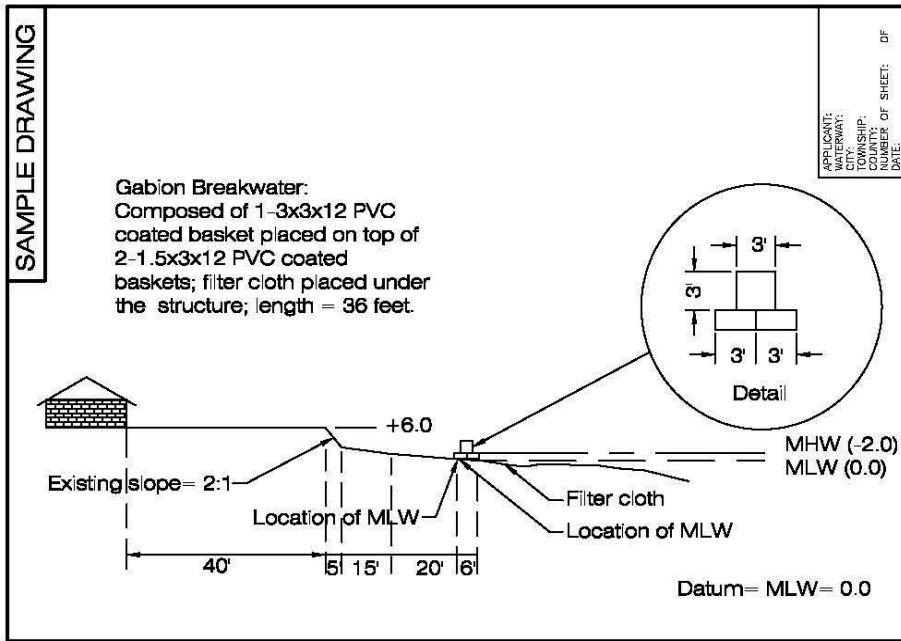 SAMPLE DRAWING
APPLICANT:
WATERWAY:
CITY:
TOWNSHIP:
COUNTY:
NUMBER OF SHEET: OF
DATE:
Gabion Breakwater:
Composed of 1-3x3x12 PVC
coated basket placed on top of
2-1.5x3x12 PVC coated
baskets; filter cloth placed under
the structure; length = 36 feet.
3'
3'
3' 3'
Detail
+6.0
MHW (-2.0)
MLW (0.0)
Existing slope= 2:1
Filter cloth
Location of MLW
Location of MLW
40' 5' 15' 20' 6'
Datum= MLW= 0.0